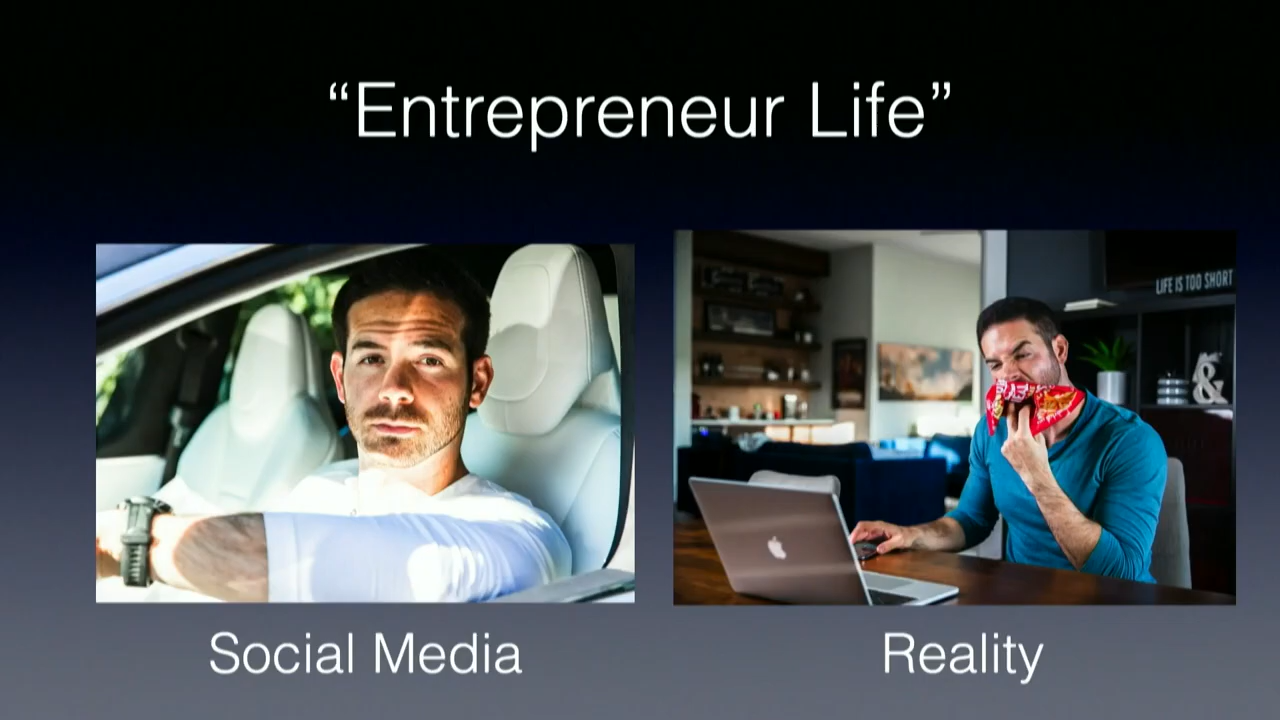 “Entrepreneur Life”
LIFE IS TOO SHORT
&
Social Media
Reality